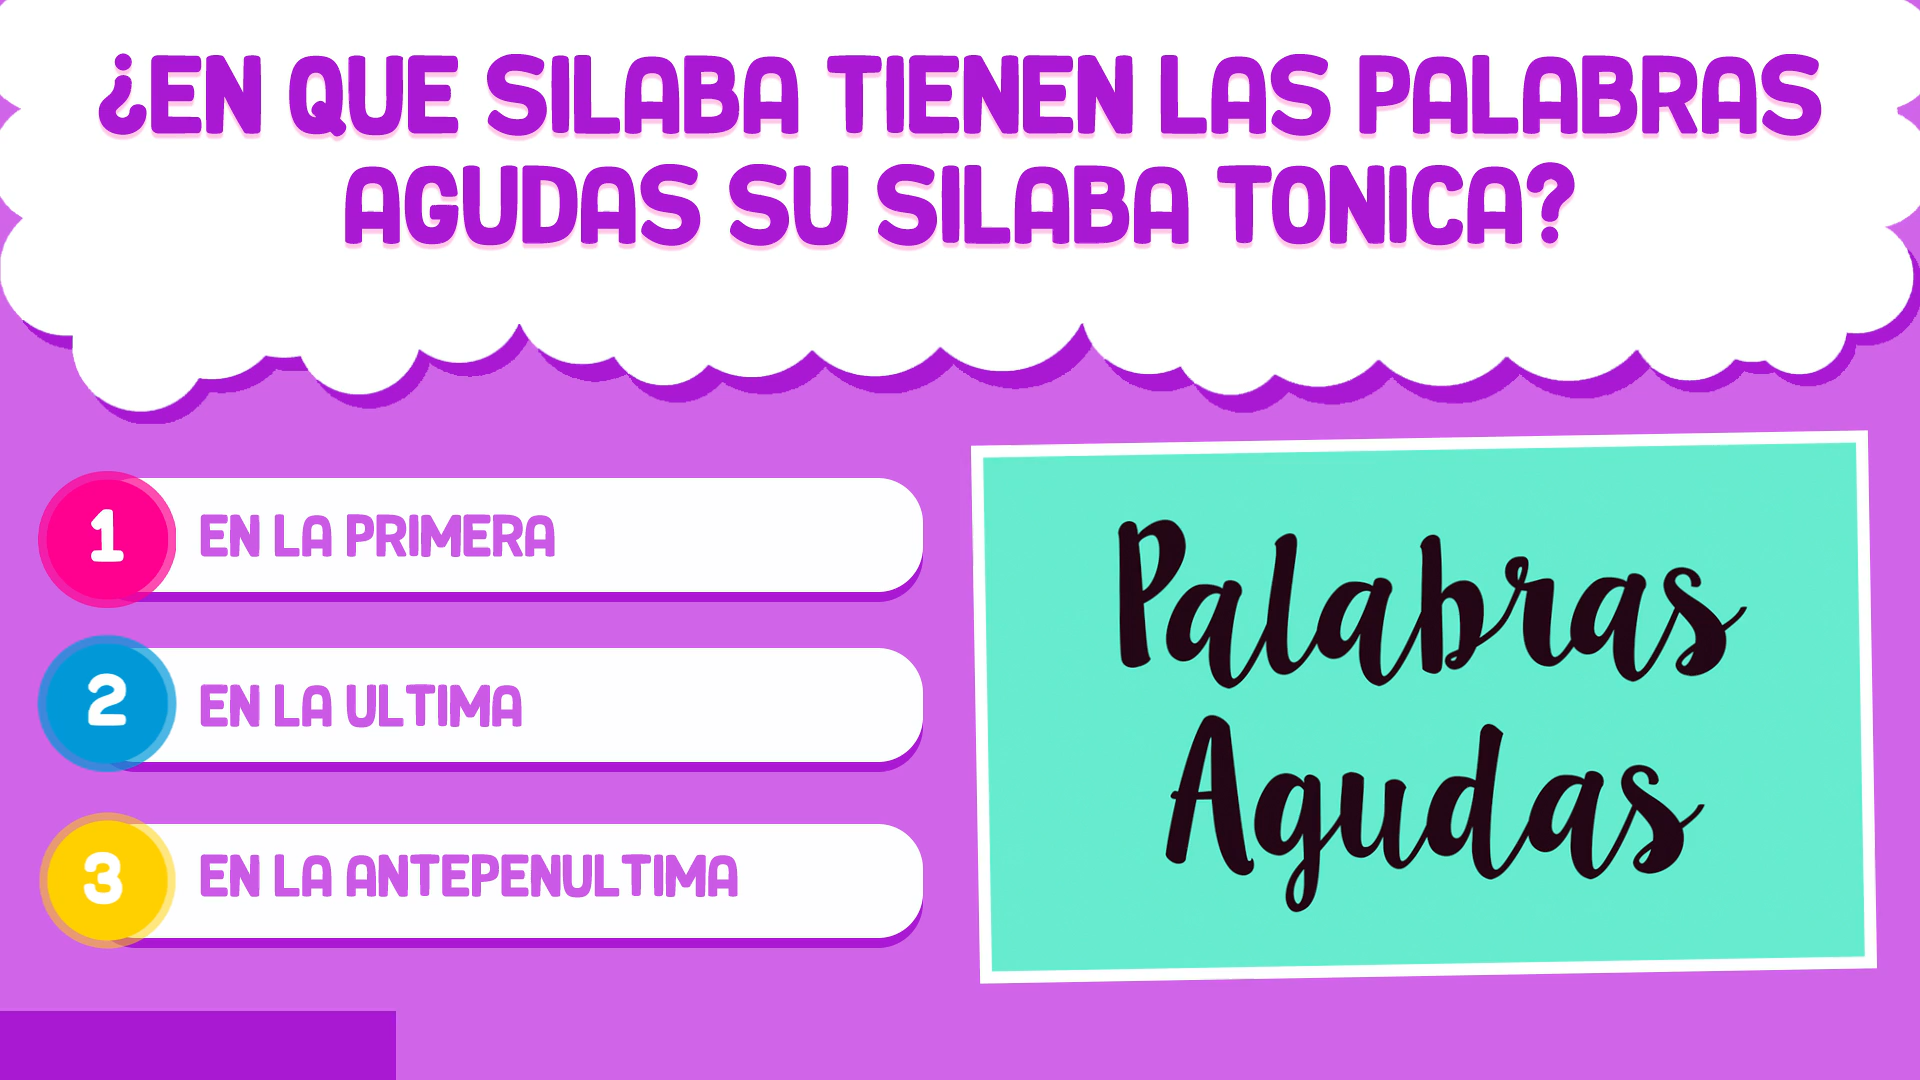 ¿EN QUE SILABA TIENEN LAS PALABRAS
AGUDAS SU SILABA TONICA?
1 EN LA PRIMERA
2 EN LA ULTIMA
3 EN LA ANTEPENULTIMA
Palabras
Agudas